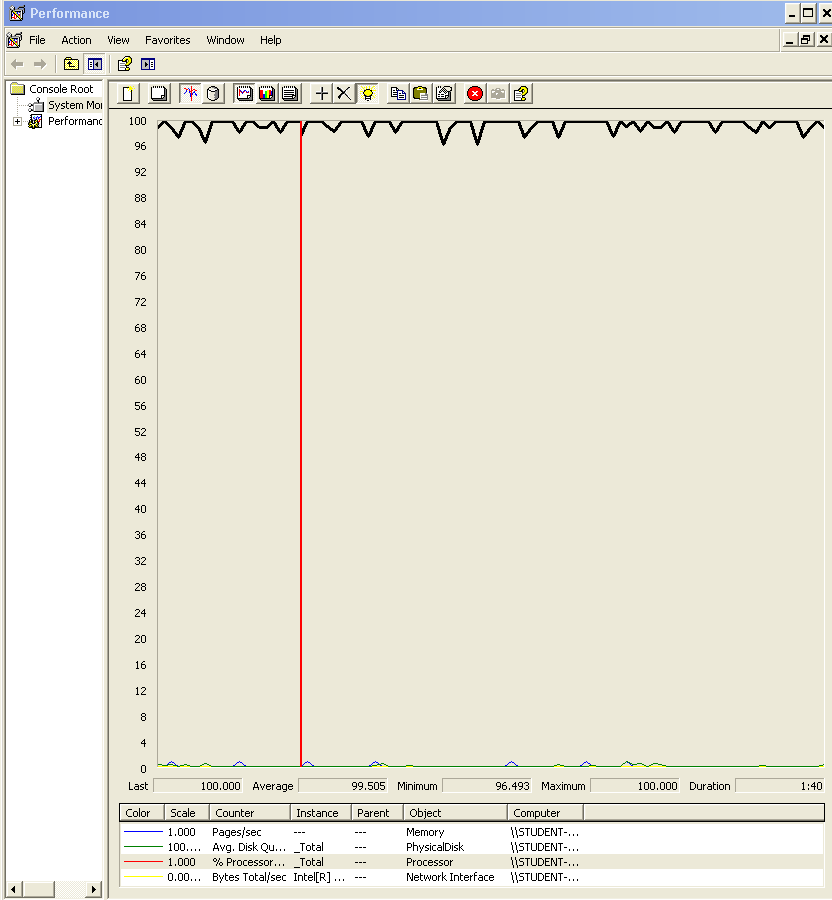 Performance
File Action View Favorites Window Help
Console Root
System Mo
Performanc
100
96
92
88
84
80
76
72
68
64
60
56
52
48
44
40
36
32
28
24
20
16
12
8
4
0
Last 100.000 Average 99.505 Minimum 96.493 Maximum 100.000 Duration 1:40
Color Scale Counter Instance Parent Object Computer
1.000 Pages/sec --- --- Memory \\STUDENT-...
100.... Avg. Disk Qu... _Total --- PhysicalDisk \\STUDENT-...
1.000 % Processor... _Total --- Processor \\STUDENT-...
0.00... Bytes Total/sec Intel[R] ... --- Network Interface \\STUDENT-...